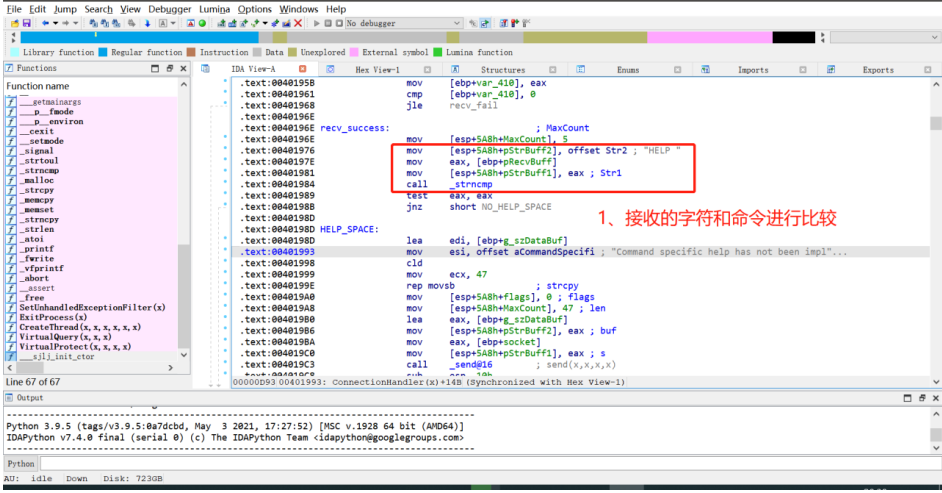 File Edit Jump Search View Debugger Lumina Options Windows Help
No debugger
Library function Regular function Instruction Data Unexplored External symbol Lumina function
Functions
IDA View-A Hex View-1 Structures Enums Imports Exports
Function name
___getmainargs
___p__fmode
___p__environ
__cexit
__setmode
_signal
_strtoul
_strncmp
_malloc
_strcpy
_memcpy
_memset
_strncpy
_strlen
_atoi
_printf
_fwrite
_vfprintf
_abort
__assert
_free
SetUnhandledExceptionFilter(x)
ExitProcess(x)
CreateThread(x,x,x,x,x,x)
VirtualQuery(x,x,x)
VirtualProtect(x,x,x,x)
___sjlj_init_ctor
Line 67 of 67
.text:0040195B mov [ebp+var_410], eax
.text:00401961 cmp [ebp+var_410], 0
.text:00401968 jle recv_fail
.text:0040196E
.text:0040196E recv_success: ; MaxCount
.text:0040196E mov [esp+5A8h+MaxCount], 5
.text:00401976 mov [esp+5A8h+pStrBuff2], offset Str2 ; "HELP "
.text:0040197E mov eax, [ebp+pRecvBuff]
.text:00401981 mov [esp+5A8h+pStrBuff1], eax ; Str1
.text:00401984 call _strncmp
.text:00401989 test eax, eax
.text:0040198B jnz short NO_HELP_SPACE
.text:0040198D
.text:0040198D HELP_SPACE:
.text:0040198D lea edi, [ebp+g_szDataBuf]
.text:00401993 mov esi, offset aCommandSpecifi ; "Command specific help has not been impl"...
.text:00401998 cld
.text:00401999 mov ecx, 47
.text:0040199E rep movsb ; strcpy
.text:004019A0 mov [esp+5A8h+flags], 0 ; flags
.text:004019A8 mov [esp+5A8h+MaxCount], 47 ; len
.text:004019B0 lea eax, [ebp+g_szDataBuf]
.text:004019B6 mov [esp+5A8h+pStrBuff2], eax ; buf
.text:004019BA mov eax, [ebp+socket]
.text:004019C0 mov [esp+5A8h+pStrBuff1], eax ; s
.text:004019C3 call _send@16 ; send(x,x,x,x)
.text:004019C8 sub esp, 10h
00000D93 00401993: ConnectionHandler(x)+14B (Synchronized with Hex View-1)
1、接收的字符和命令进行比较
Output
Python 3.9.5 (tags/v3.9.5:0a7dcbd, May 3 2021, 17:27:52) [MSC v.1928 64 bit (AMD64)]
IDAPython v7.4.0 final (serial 0) (c) The IDAPython Team <idapython@googlegroups.com>
Python
AU: idle Down Disk: 723GB